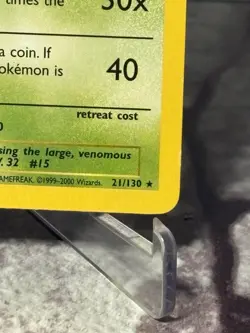 times the 30x
a coin. If
okémon is 40
retreat cost
sing the large, venomous
V. 32 #15
AMEFREAK. ©1999-2000 Wizards. 21/130 ★